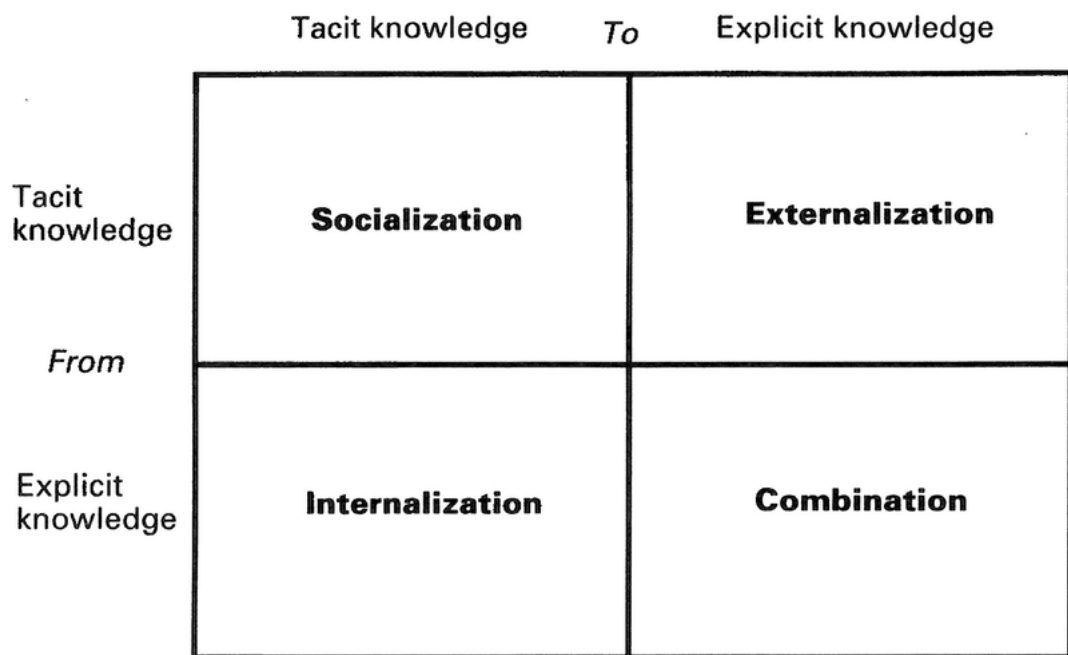 Tacit knowledge To Explicit knowledge
Tacit
knowledge
Socialization Externalization
From
Explicit
knowledge
Internalization Combination